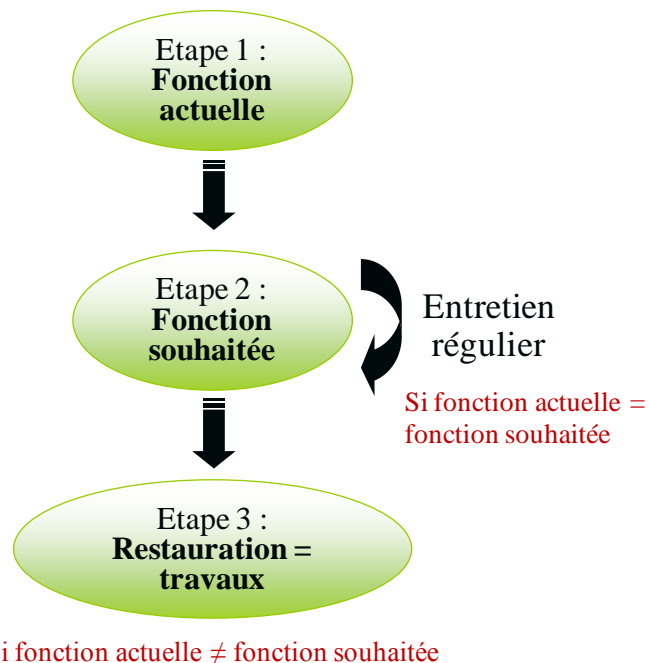 Etape 1 :
Fonction
actuelle
Etape 2 :
Fonction
souhaitée
Entretien
régulier
Si fonction actuelle =
fonction souhaitée
Etape 3 :
Restauration =
travaux
i fonction actuelle ≠ fonction souhaitée